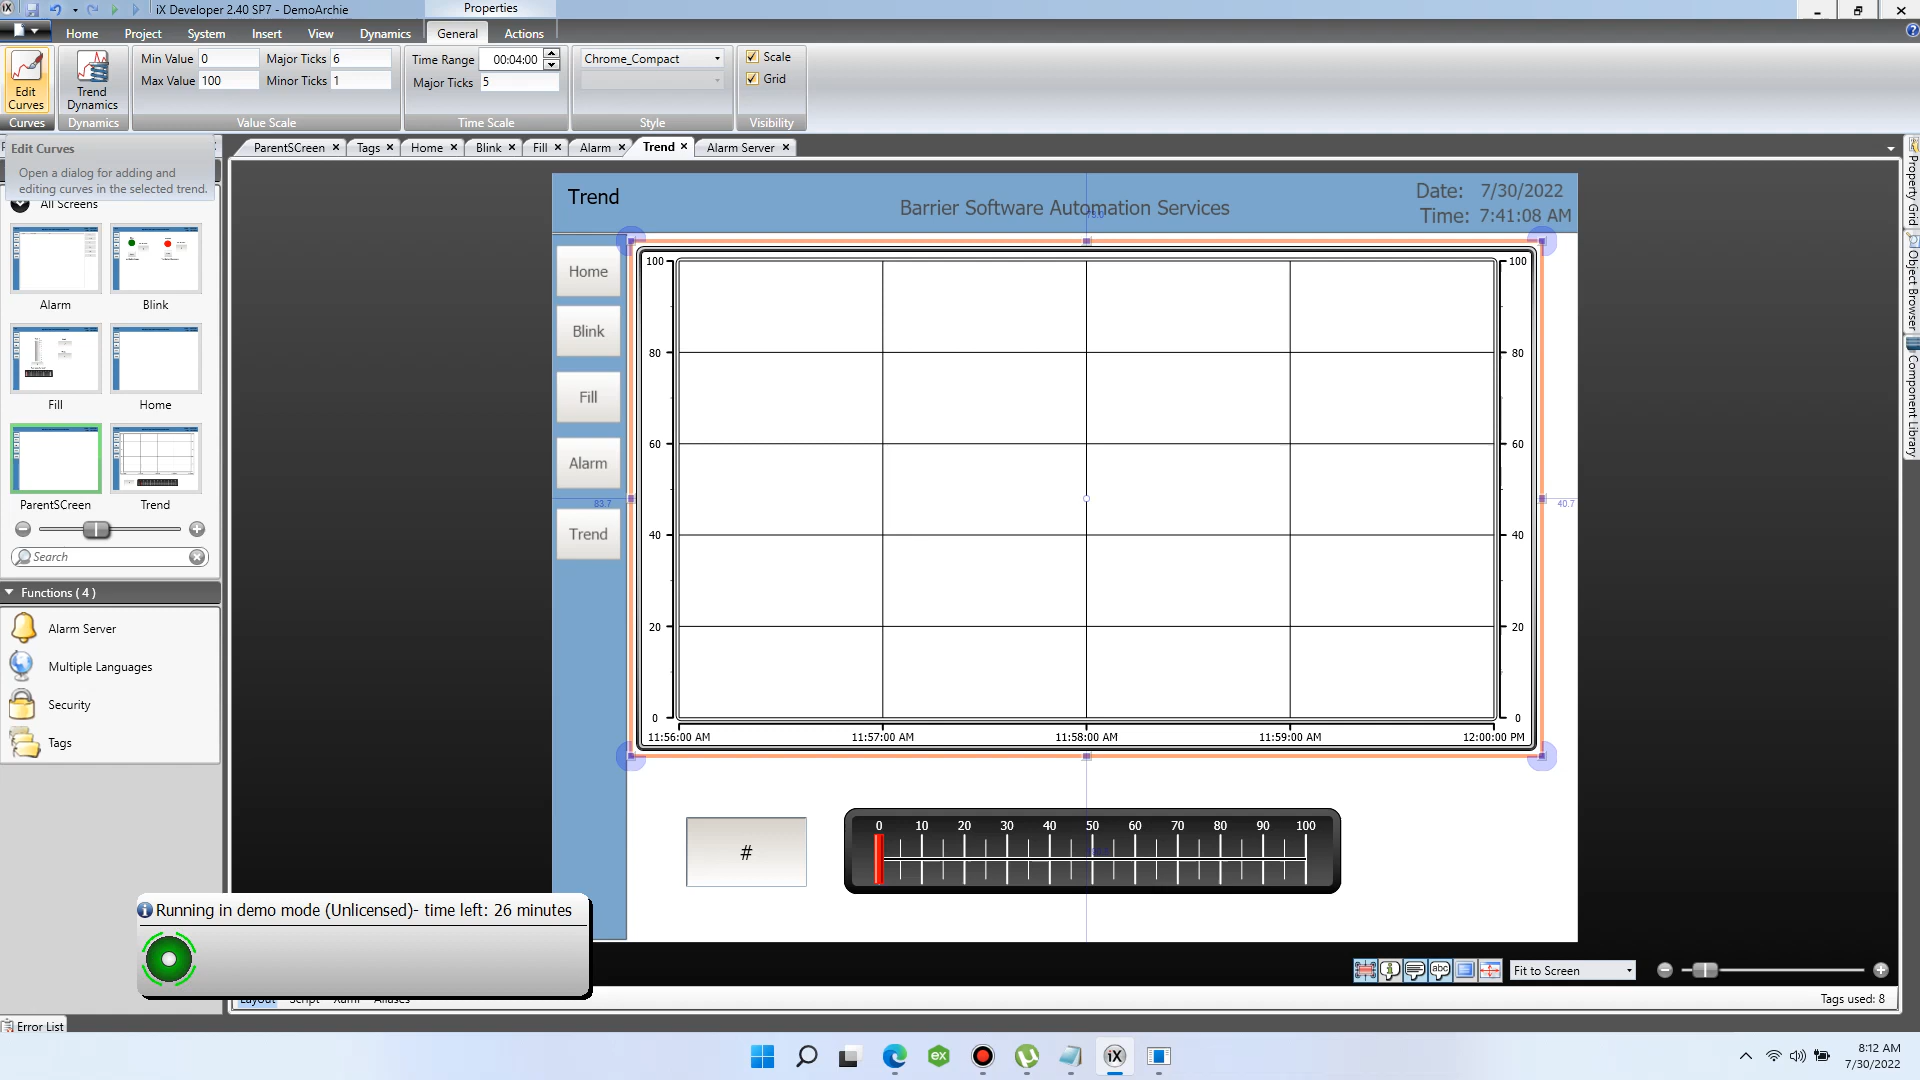 iX Developer 2.40 SP7 - DemoArchie
Properties
Home
Project
System
Insert
View
Dynamics
General
Actions
Edit
Curves
Curves
Trend
Dynamics
Dynamics
Min Value 0
Major Ticks 6
Max Value 100
Minor Ticks 1
Value Scale
Time Range 00:04:00
Major Ticks 5
Time Scale
Chrome_Compact
Style
Scale
Grid
Visibility
Edit Curves
Open a dialog for adding and
editing curves in the selected trend.
All Screens
ParentSCreen
Tags
Home
Blink
Fill
Alarm
Trend
Alarm Server
Alarm
Blink
Fill
Home
ParentSCreen
Trend
Search
Functions ( 4 )
Alarm Server
Multiple Languages
Security
Tags
Trend
Barrier Software Automation Services
Date: 7/30/2022
Time: 7:41:08 AM
Home
Blink
Fill
Alarm
Trend
83.7
40.7
100
80
60
40
20
0
100
80
60
40
20
0
11:56:00 AM
11:57:00 AM
11:58:00 AM
11:59:00 AM
12:00:00 PM
#
0 10 20 30 40 50 60 70 80 90 100
Running in demo mode (Unlicensed)- time left: 26 minutes
Layout Script Xaml Aliases
abc
Fit to Screen
Tags used: 8
Error List
Property Grid
Object Browser
Component Library
ex
iX
8:12 AM
7/30/2022